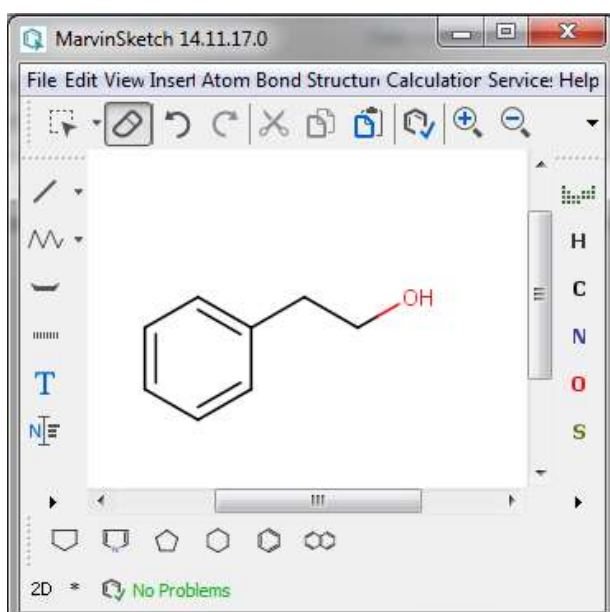 MarvinSketch 14.11.17.0
File Edit View Insert Atom Bond Structure Calculation Services Help
H
OH
C
N
T
O
N
S
2D * No Problems